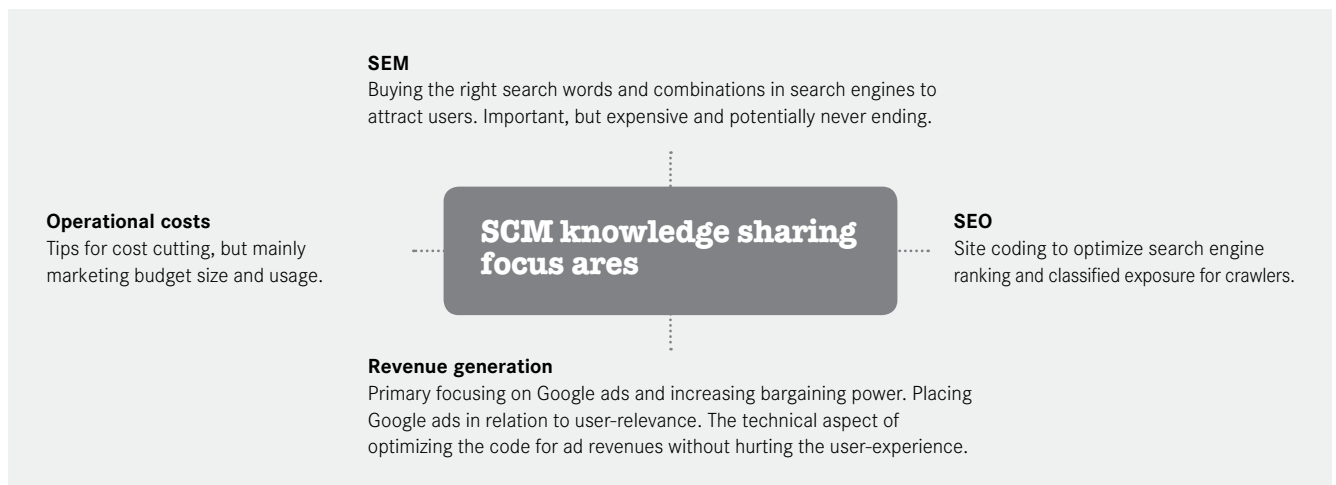 SEM
Buying the right search words and combinations in search engines to
attract users. Important, but expensive and potentially never ending.
Operational costs
Tips for cost cutting, but mainly
marketing budget size and usage.
SCM knowledge sharing
focus ares
SEO
Site coding to optimize search engine
ranking and classified exposure for crawlers.
Revenue generation
Primary focusing on Google ads and increasing bargaining power. Placing
Google ads in relation to user-relevance. The technical aspect of
optimizing the code for ad revenues without hurting the user-experience.